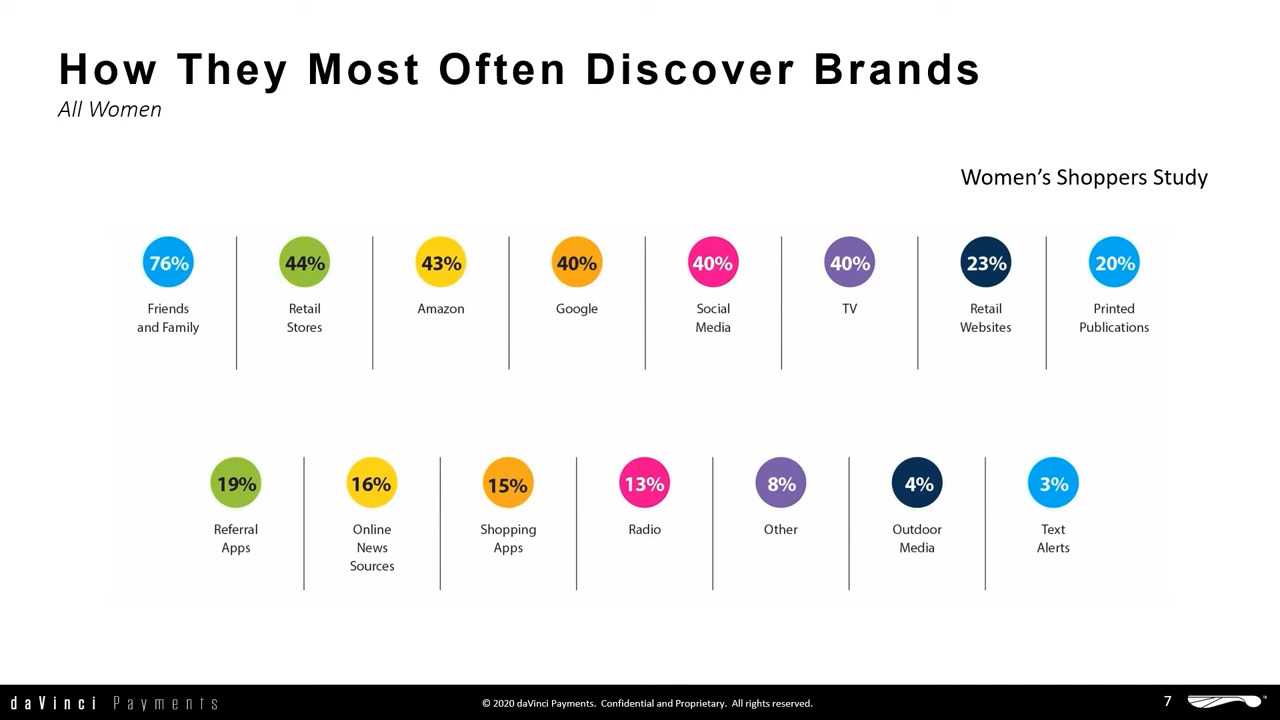 How They Most Often Discover Brands
All Women
Women’s Shoppers Study
76%
Friends
and Family
44%
Retail
Stores
43%
Amazon
40%
Google
40%
Social
Media
40%
TV
23%
Retail
Websites
20%
Printed
Publications
19%
Referral
Apps
16%
Online
News
Sources
15%
Shopping
Apps
13%
Radio
8%
Other
4%
Outdoor
Media
3%
Text
Alerts
daVinci Payments
© 2020 daVinci Payments. Confidential and Proprietary. All rights reserved.
7
™